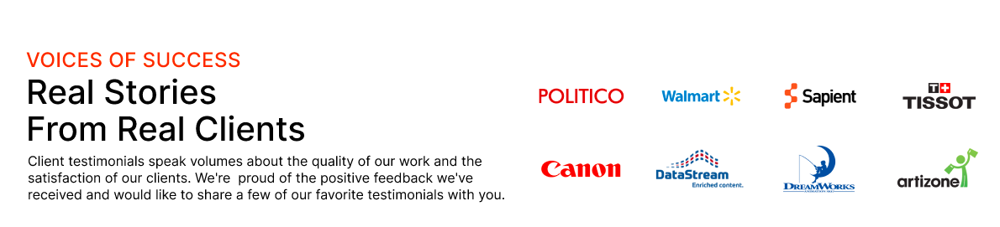 VOICES OF SUCCESS
Real Stories
From Real Clients
Client testimonials speak volumes about the quality of our work and the
satisfaction of our clients. We're  proud of the positive feedback we've
received and would like to share a few of our favorite testimonials with you.
POLITICO
Walmart
Sapient
T
TISSOT
Canon
DataStream
Enriched content.
DREAMWORKS
ANIMATION SKG
artizone